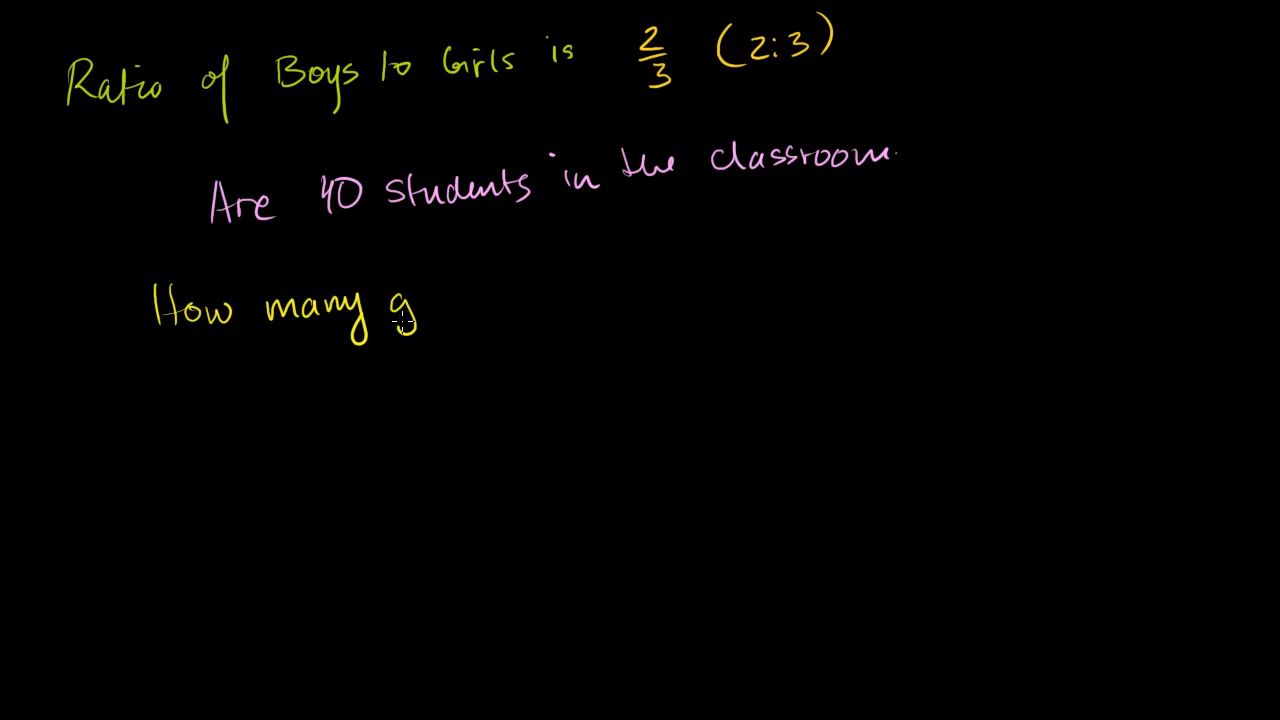 Ratio of Boys to Girls is 2/3 (2:3)
Are 40 students in the classroom.
How many g